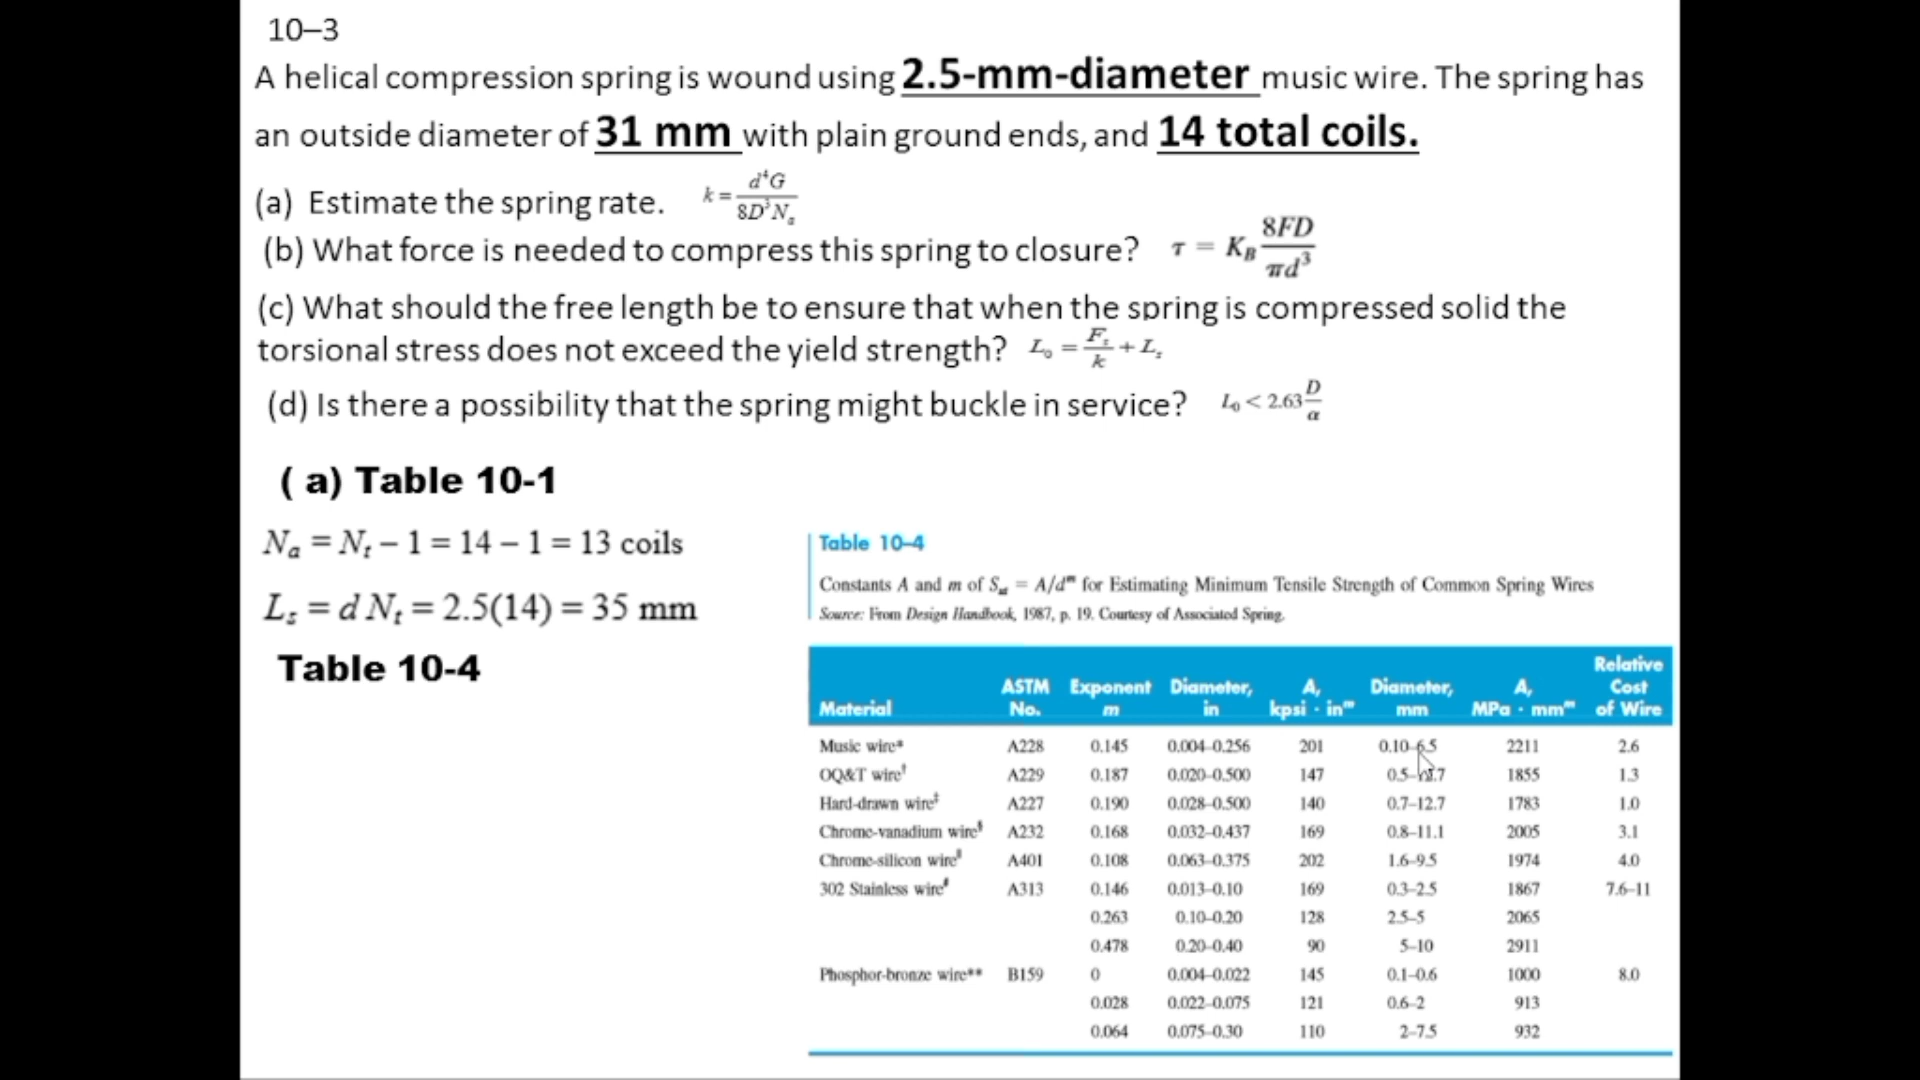 10–3
A helical compression spring is wound using 2.5-mm-diameter music wire. The spring has
an outside diameter of 31 mm with plain ground ends, and 14 total coils.
(a) Estimate the spring rate. k = d⁴G / 8D³Nₐ
(b) What force is needed to compress this spring to closure? τ = K_B 8FD / πd³
(c) What should the free length be to ensure that when the spring is compressed solid the
torsional stress does not exceed the yield strength? L₀ = Fₛ / k + Lₛ
(d) Is there a possibility that the spring might buckle in service? L₀ < 2.63 D / α
( a) Table 10-1
Nₐ = Nₜ – 1 = 14 – 1 = 13 coils
Lₛ = d Nₜ = 2.5(14) = 35 mm
Table 10-4
Table 10–4
Constants A and m of Sᵤₜ = A/dᵐ for Estimating Minimum Tensile Strength of Common Spring Wires
Source: From Design Handbook, 1987, p. 19. Courtesy of Associated Spring.
Material ASTM No. Exponent m Diameter, in A, kpsi · inᵐ Diameter, mm A, MPa · mmᵐ Relative Cost of Wire
Music wire* A228 0.145 0.004–0.256 201 0.10–6.5 2211 2.6
OQ&T wire† A229 0.187 0.020–0.500 147 0.5–12.7 1855 1.3
Hard-drawn wire‡ A227 0.190 0.028–0.500 140 0.7–12.7 1783 1.0
Chrome-vanadium wire§ A232 0.168 0.032–0.437 169 0.8–11.1 2005 3.1
Chrome-silicon wire‖ A401 0.108 0.063–0.375 202 1.6–9.5 1974 4.0
302 Stainless wire# A313 0.146 0.013–0.10 169 0.3–2.5 1867 7.6–11
0.263 0.10–0.20 128 2.5–5 2065
0.478 0.20–0.40 90 5–10 2911
Phosphor-bronze wire** B159 0 0.004–0.022 145 0.1–0.6 1000 8.0
0.028 0.022–0.075 121 0.6–2 913
0.064 0.075–0.30 110 2–7.5 932